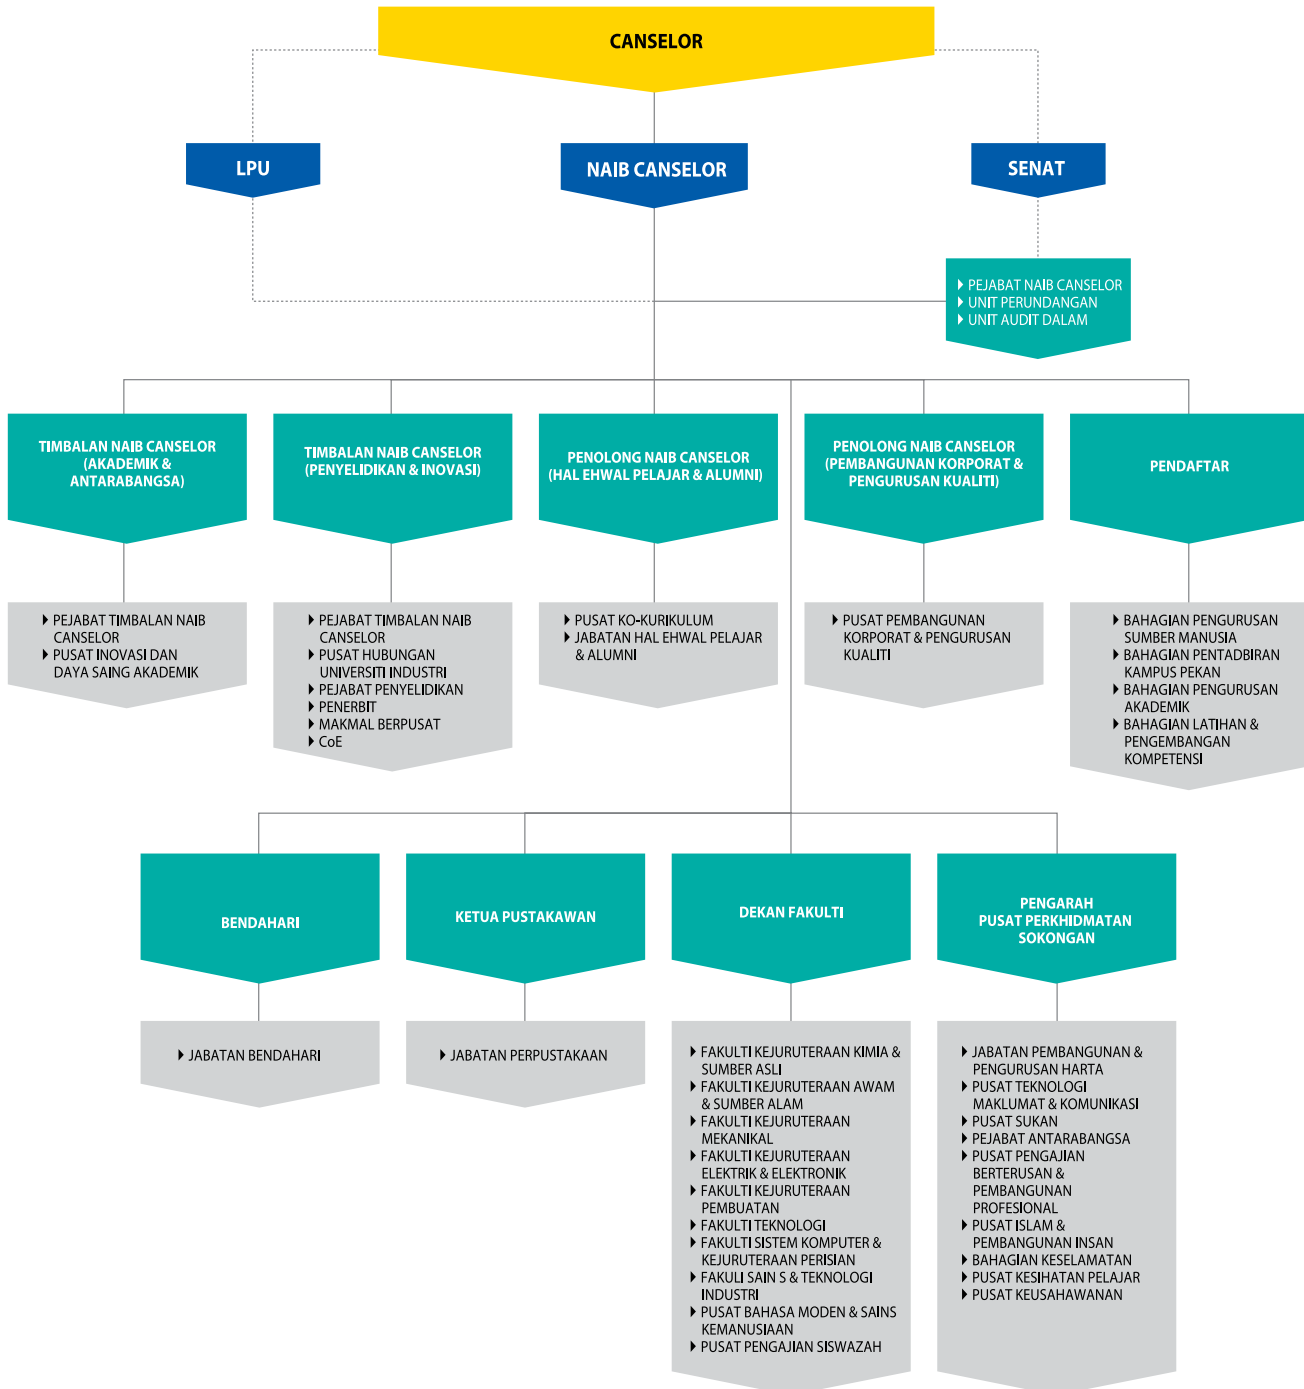 CANSELOR
LPU
NAIB CANSELOR
SENAT
PEJABAT NAIB CANSELOR
UNIT PERUNDANGAN
UNIT AUDIT DALAM
TIMBALAN NAIB CANSELOR
(AKADEMIK &
ANTARABANGSA)
TIMBALAN NAIB CANSELOR
(PENYELIDIKAN & INOVASI)
PENOLONG NAIB CANSELOR
(HAL EHWAL PELAJAR & ALUMNI)
PENOLONG NAIB CANSELOR
(PEMBANGUNAN KORPORAT &
PENGURUSAN KUALITI)
PENDAFTAR
PEJABAT TIMBALAN NAIB
CANSELOR
PUSAT INOVASI DAN
DAYA SAING AKADEMIK
PEJABAT TIMBALAN NAIB
CANSELOR
PUSAT HUBUNGAN
UNIVERSITI INDUSTRI
PEJABAT PENYELIDIKAN
PENERBIT
MAKMAL BERPUSAT
CoE
PUSAT KO-KURIKULUM
JABATAN HAL EHWAL PELAJAR
& ALUMNI
PUSAT PEMBANGUNAN
KORPORAT & PENGURUSAN
KUALITI
BAHAGIAN PENGURUSAN
SUMBER MANUSIA
BAHAGIAN PENTADBIRAN
KAMPUS PEKAN
BAHAGIAN PENGURUSAN
AKADEMIK
BAHAGIAN LATIHAN &
PENGEMBANGAN
KOMPETENSI
BENDAHARI
KETUA PUSTAKAWAN
DEKAN FAKULTI
PENGARAH
PUSAT PERKHIDMATAN
SOKONGAN
JABATAN BENDAHARI
JABATAN PERPUSTAKAAN
FAKULTI KEJURUTERAAN KIMIA &
SUMBER ASLI
FAKULTI KEJURUTERAAN AWAM
& SUMBER ALAM
FAKULTI KEJURUTERAAN
MEKANIKAL
FAKULTI KEJURUTERAAN
ELEKTRIK & ELEKTRONIK
FAKULTI KEJURUTERAAN
PEMBUATAN
FAKULTI TEKNOLOGI
FAKULTI SISTEM KOMPUTER &
KEJURUTERAAN PERISIAN
FAKULI SAIN S & TEKNOLOGI
INDUSTRI
PUSAT BAHASA MODEN & SAINS
KEMANUSIAAN
PUSAT PENGAJIAN SISWAZAH
JABATAN PEMBANGUNAN &
PENGURUSAN HARTA
PUSAT TEKNOLOGI
MAKLUMAT & KOMUNIKASI
PUSAT SUKAN
PEJABAT ANTARABANGSA
PUSAT PENGAJIAN
BERTERUSAN &
PEMBANGUNAN
PROFESIONAL
PUSAT ISLAM &
PEMBANGUNAN INSAN
BAHAGIAN KESELAMATAN
PUSAT KESIHATAN PELAJAR
PUSAT KEUSAHAWANAN